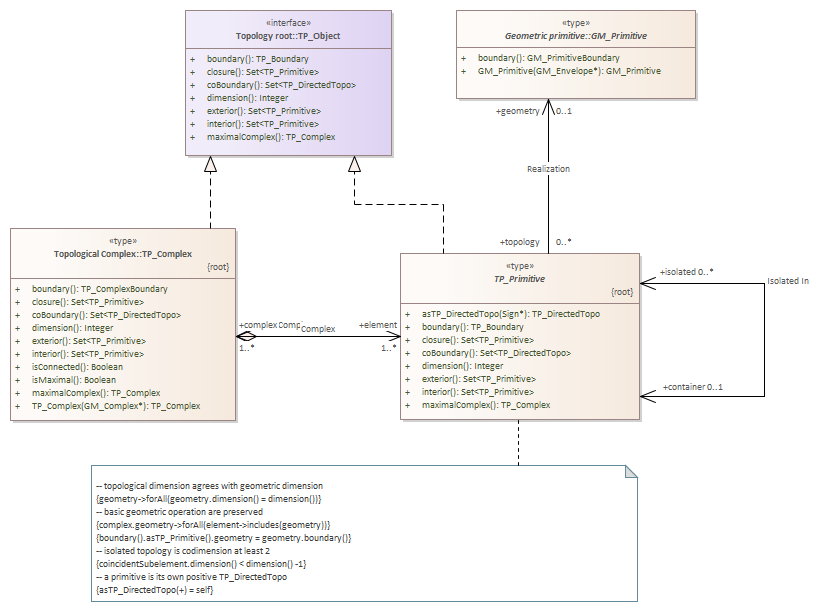 «interface»
Topology root::TP_Object
+ boundary(): TP_Boundary
+ closure(): Set<TP_Primitive>
+ coBoundary(): Set<TP_DirectedTopo>
+ dimension(): Integer
+ exterior(): Set<TP_Primitive>
+ interior(): Set<TP_Primitive>
+ maximalComplex(): TP_Complex
«type»
Geometric primitive::GM_Primitive
+ boundary(): GM_PrimitiveBoundary
+ GM_Primitive(GM_Envelope*): GM_Primitive
+geometry 0..1
Realization
+topology 0..*
«type»
Topological Complex::TP_Complex
{root}
+ boundary(): TP_ComplexBoundary
+ closure(): Set<TP_Primitive>
+ coBoundary(): Set<TP_DirectedTopo>
+ dimension(): Integer
+ exterior(): Set<TP_Primitive>
+ interior(): Set<TP_Primitive>
+ isConnected(): Boolean
+ isMaximal(): Boolean
+ maximalComplex(): TP_Complex
+ TP_Complex(GM_Complex*): TP_Complex
+complex Complex +element
1..* 1..*
«type»
TP_Primitive
{root}
+ asTP_DirectedTopo(Sign*): TP_DirectedTopo
+ boundary(): TP_Boundary
+ closure(): Set<TP_Primitive>
+ coBoundary(): Set<TP_DirectedTopo>
+ dimension(): Integer
+ exterior(): Set<TP_Primitive>
+ interior(): Set<TP_Primitive>
+ maximalComplex(): TP_Complex
+isolated 0..*
Isolated In
+container 0..1
-- topological dimension agrees with geometric dimension
{geometry->forAll(geometry.dimension() = dimension())}
-- basic geometric operation are preserved
{complex.geometry->forAll(element->includes(geometry))}
{boundary().asTP_Primitive().geometry = geometry.boundary()}
-- isolated topology is codimension at least 2
{coincidentSubelement.dimension() < dimension() -1}
-- a primitive is its own positive TP_DirectedTopo
{asTP_DirectedTopo(+) = self}